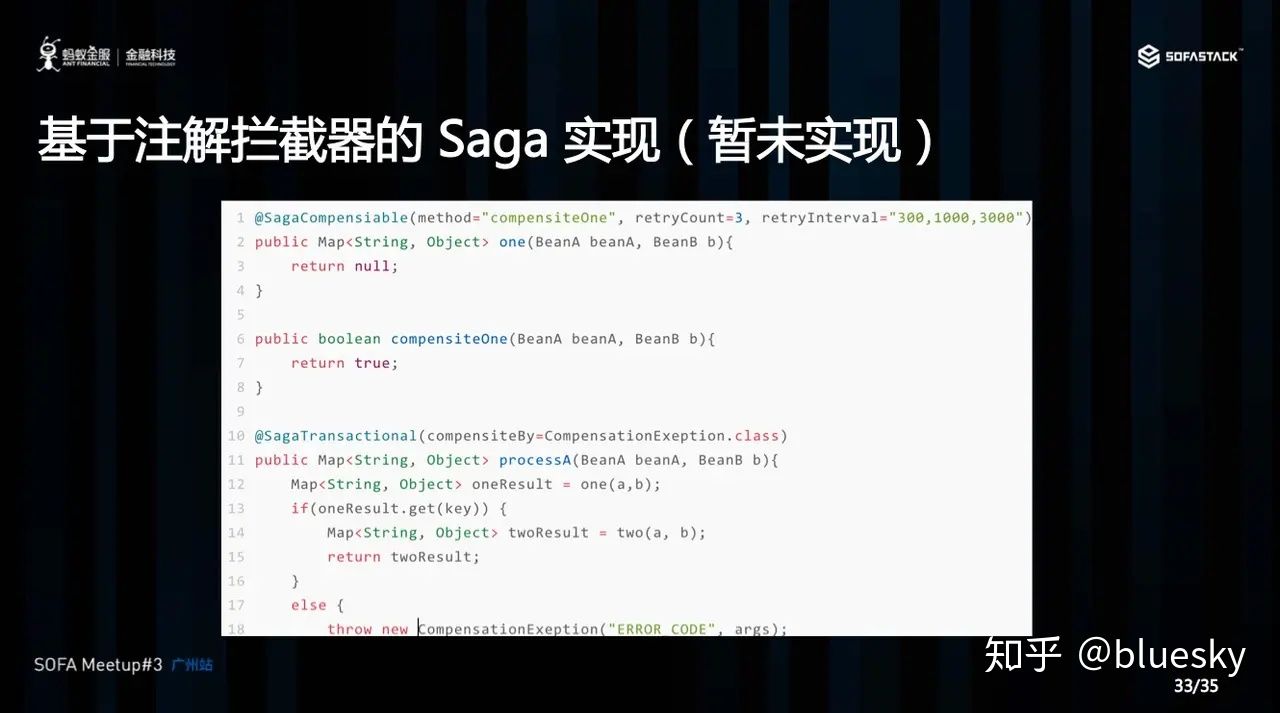 蚂蚁金服 | 金融科技
ANT FINANCIAL FINANCIAL TECHNOLOGY
SOFASTACK™
基于注解拦截器的 Saga 实现（暂未实现）
1 @SagaCompensiable(method="compensiteOne", retryCount=3, retryInterval="300,1000,3000")
2 public Map<String, Object> one(BeanA beanA, BeanB b){
3     return null;
4 }
5
6 public boolean compensiteOne(BeanA beanA, BeanB b){
7     return true;
8 }
9
10 @SagaTransactional(compensiteBy=CompensationExeption.class)
11 public Map<String, Object> processA(BeanA beanA, BeanB b){
12     Map<String, Object> oneResult = one(a,b);
13     if(oneResult.get(key)) {
14         Map<String, Object> twoResult = two(a, b);
15         return twoResult;
16     }
17     else {
18         throw new CompensationExeption("ERROR CODE", args);
SOFA Meetup#3 广州站
知乎 @bluesky
33/35